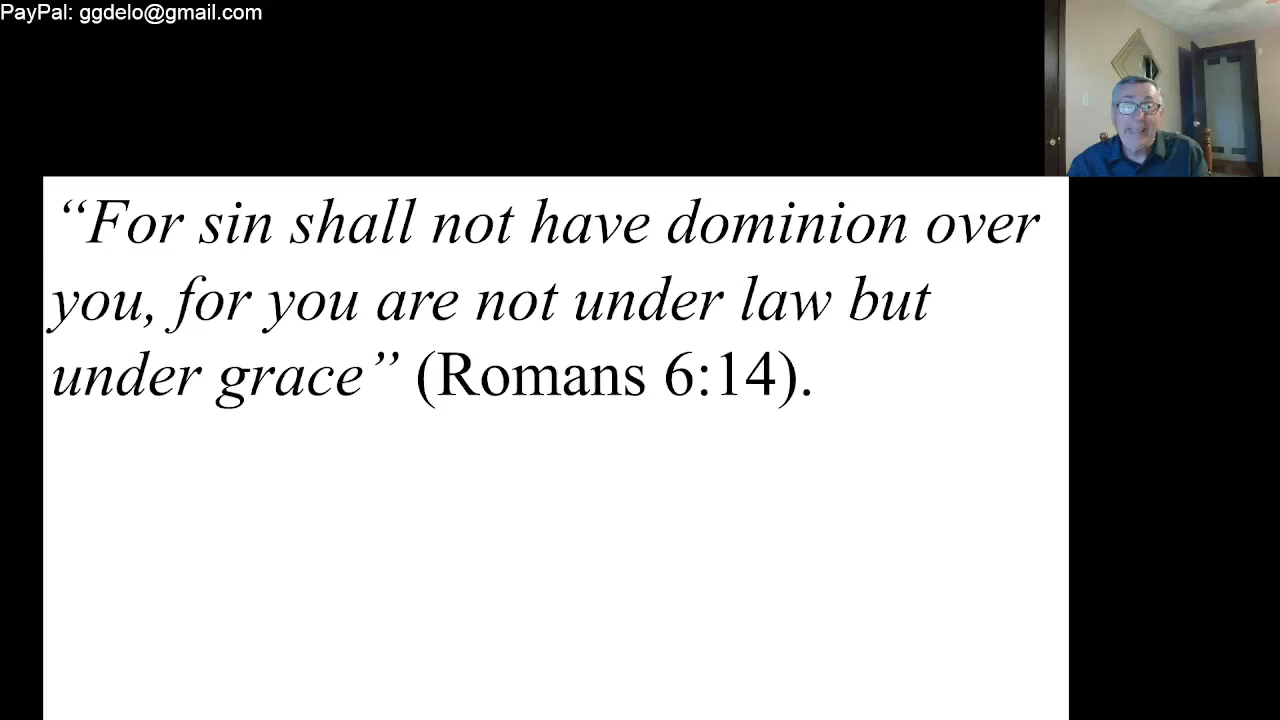 PayPal: ggdelo@gmail.com
“For sin shall not have dominion over
you, for you are not under law but
under grace” (Romans 6:14).